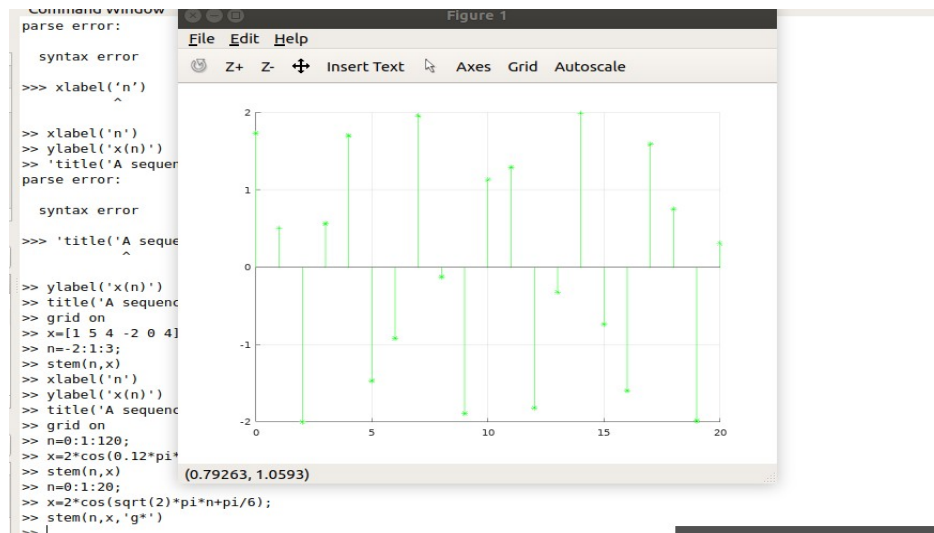 Command Window
parse error:
syntax error
>>> xlabel(‘n’)
^
>> xlabel('n')
>> ylabel('x(n)')
>> 'title('A sequen
parse error:
syntax error
>>> 'title('A seque
^
>> ylabel('x(n)')
>> title('A sequenc
>> grid on
>> x=[1 5 4 -2 0 4]
>> n=-2:1:3;
>> stem(n,x)
>> xlabel('n')
>> ylabel('x(n)')
>> title('A sequenc
>> grid on
>> n=0:1:120;
>> x=2*cos(0.12*pi*
>> stem(n,x)
>> n=0:1:20;
>> x=2*cos(sqrt(2)*pi*n+pi/6);
>> stem(n,x,'g*')
>>
Figure 1
File Edit Help
Z+ Z- Insert Text Axes Grid Autoscale
2
1
0
-1
-2
0 5 10 15 20
(0.79263, 1.0593)